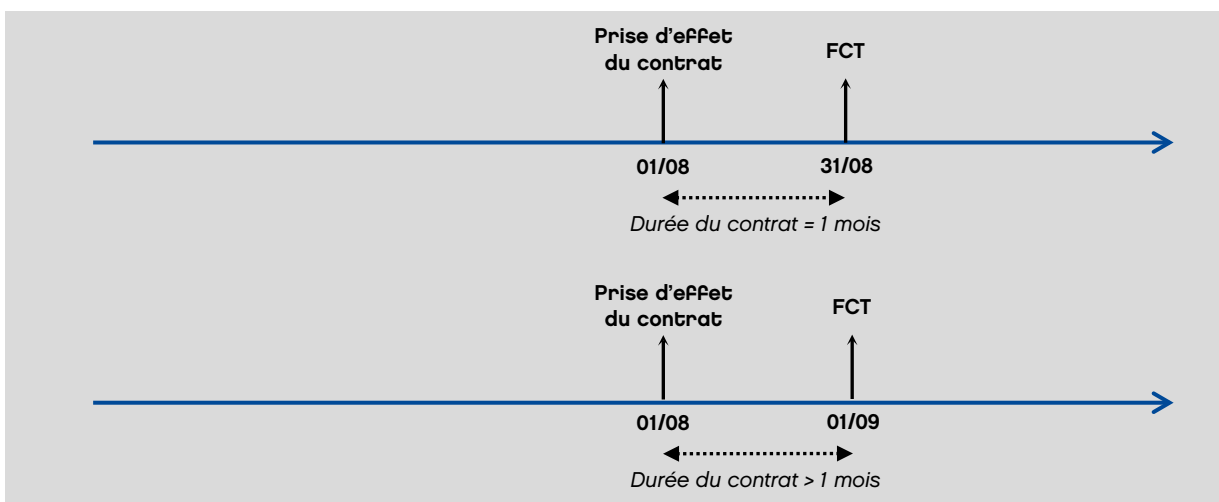 Prise d'effet
du contrat
FCT
01/08
31/08
Durée du contrat = 1 mois
Prise d'effet
du contrat
FCT
01/08
01/09
Durée du contrat > 1 mois